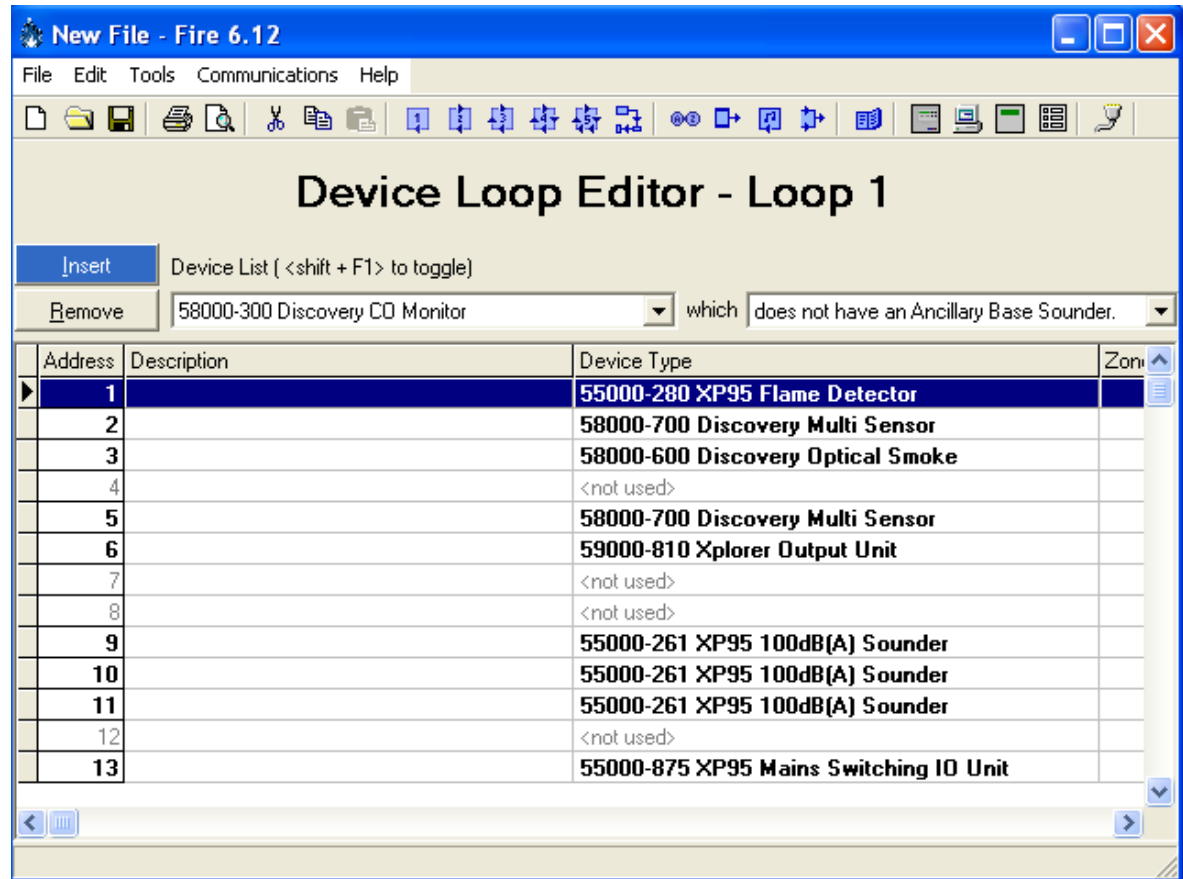 New File - Fire 6.12
File Edit Tools Communications Help
Device Loop Editor - Loop 1
Insert Device List ( <shift + F1> to toggle)
Remove 58000-300 Discovery CO Monitor which does not have an Ancillary Base Sounder.
Address Description Device Type Zon
1 55000-280 XP95 Flame Detector
2 58000-700 Discovery Multi Sensor
3 58000-600 Discovery Optical Smoke
4 <not used>
5 58000-700 Discovery Multi Sensor
6 59000-810 Xplorer Output Unit
7 <not used>
8 <not used>
9 55000-261 XP95 100dB(A) Sounder
10 55000-261 XP95 100dB(A) Sounder
11 55000-261 XP95 100dB(A) Sounder
12 <not used>
13 55000-875 XP95 Mains Switching IO Unit